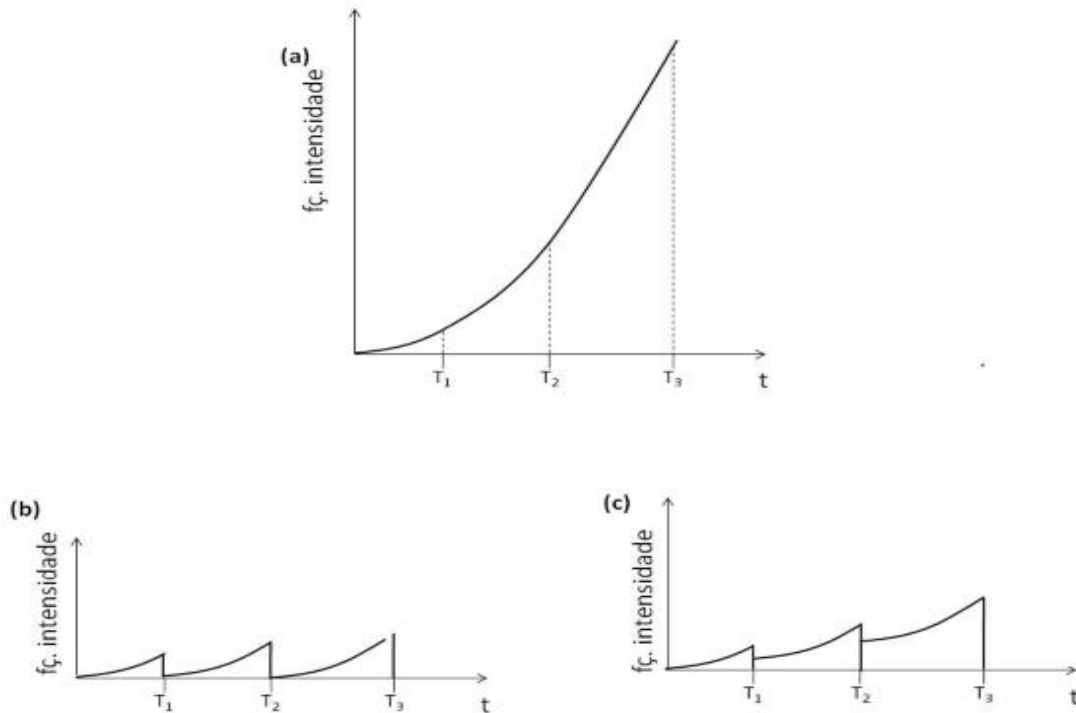 (a)
fç. intensidade
T₁ T₂ T₃ t
(b)
fç. intensidade
T₁ T₂ T₃ t
(c)
fç. intensidade
T₁ T₂ T₃ t